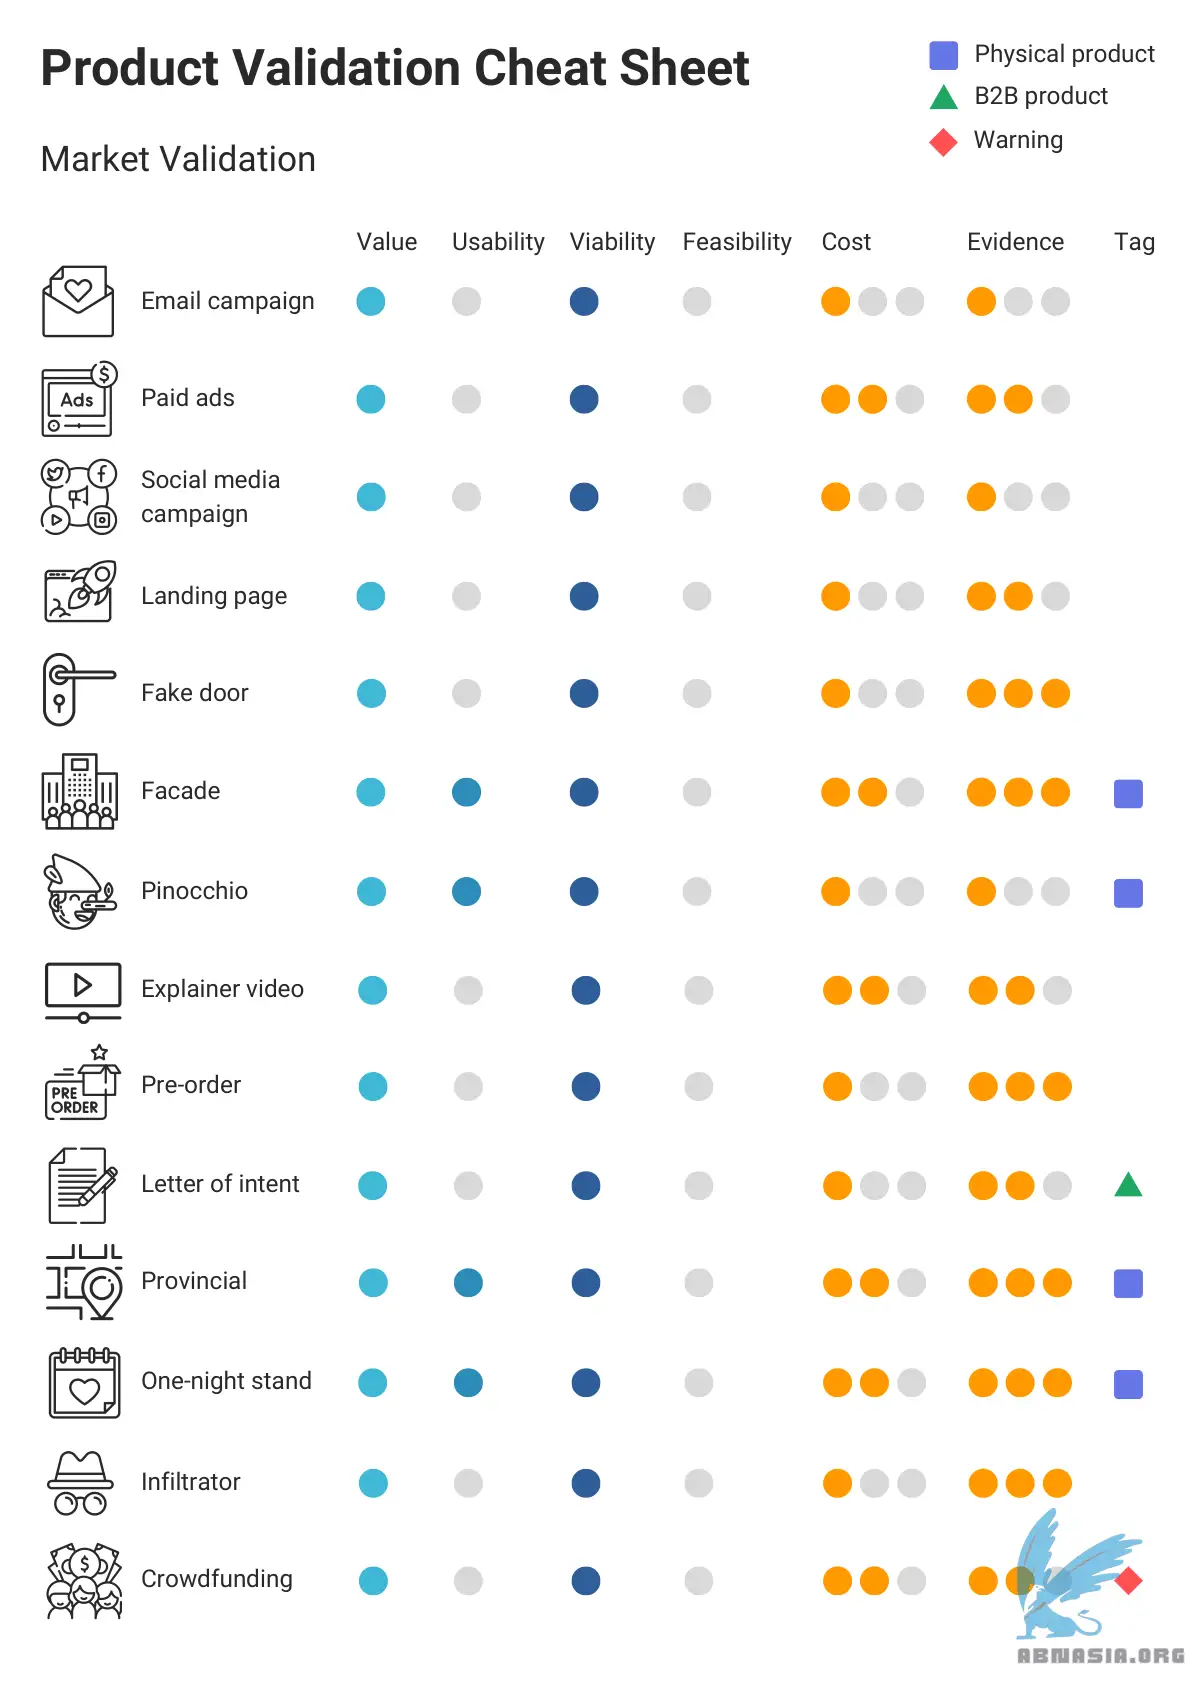 Product Validation Cheat Sheet
Physical product
B2B product
Warning
Market Validation
Value Usability Viability Feasibility Cost Evidence Tag
Email campaign
$
Ads
Paid ads
Social media
campaign
Landing page
Fake door
Facade
Pinocchio
Explainer video
PRE
ORDER
Pre-order
Letter of intent
Provincial
One-night stand
Infiltrator
$
Crowdfunding
ABNASIA.ORG